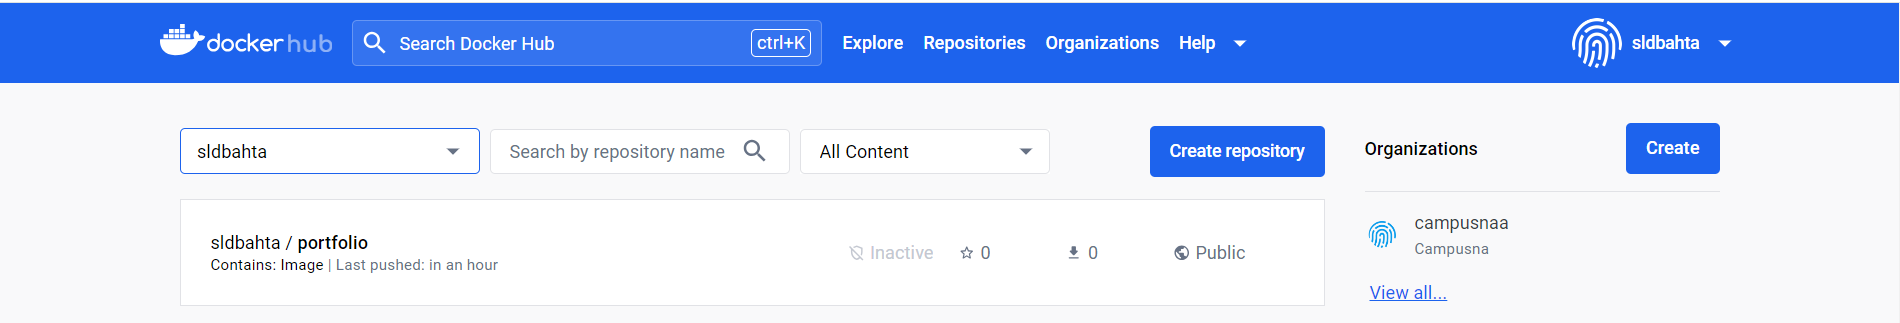 docker hub
Search Docker Hub
ctrl+K
Explore
Repositories
Organizations
Help
sldbahta
sldbahta
Search by repository name
All Content
Create repository
Organizations
Create
sldbahta / portfolio
Contains: Image | Last pushed: in an hour
Inactive
0
0
Public
campusnaa
Campusna
View all...